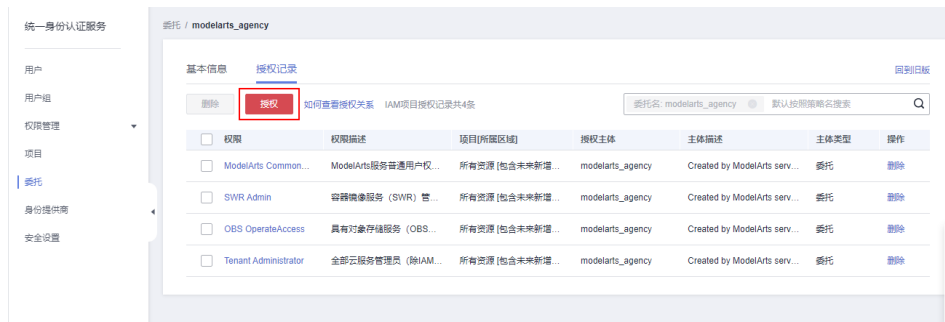 统一身份认证服务
委托 / modelarts_agency
用户
用户组
权限管理
项目
委托
身份提供商
安全设置
基本信息 授权记录 回到旧版
删除 授权 如何查看授权关系 IAM项目授权记录共4条 委托名: modelarts_agency 默认按照策略名搜索
权限 权限描述 项目[所属区域] 授权主体 主体描述 主体类型 操作
ModelArts Common... ModelArts服务普通用户权... 所有资源 [包含未来新增... modelarts_agency Created by ModelArts serv... 委托 删除
SWR Admin 容器镜像服务（SWR）管... 所有资源 [包含未来新增... modelarts_agency Created by ModelArts serv... 委托 删除
OBS OperateAccess 具有对象存储服务（OBS... 所有资源 [包含未来新增... modelarts_agency Created by ModelArts serv... 委托 删除
Tenant Administrator 全部云服务管理员（除IAM... 所有资源 [包含未来新增... modelarts_agency Created by ModelArts serv... 委托 删除